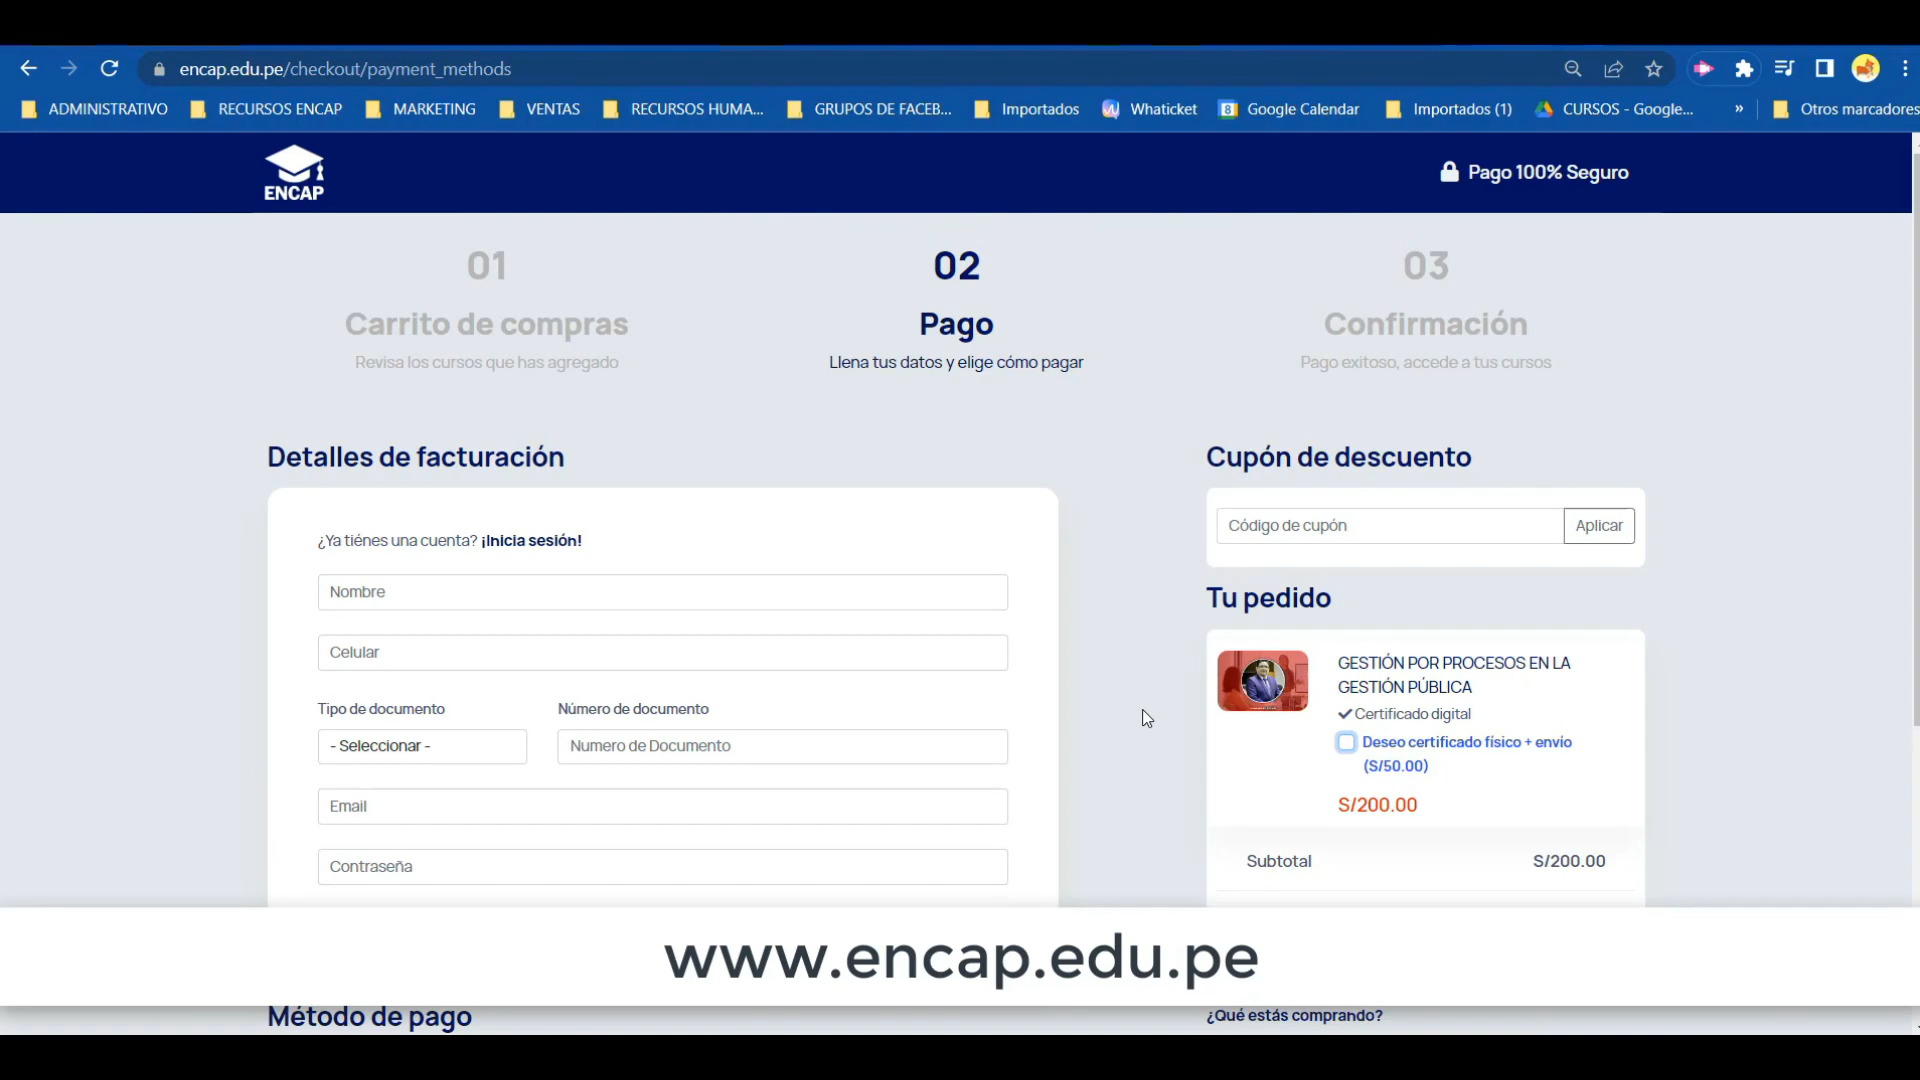 encap.edu.pe/checkout/payment_methods
ADMINISTRATIVO
RECURSOS ENCAP
MARKETING
VENTAS
RECURSOS HUMA...
GRUPOS DE FACEB...
Importados
Whaticket
8
Google Calendar
Importados (1)
CURSOS - Google...
»
Otros marcadores
ENCAP
Pago 100% Seguro
01
Carrito de compras
Revisa los cursos que has agregado
02
Pago
Llena tus datos y elige cómo pagar
03
Confirmación
Pago exitoso, accede a tus cursos
Detalles de facturación
¿Ya tiénes una cuenta? ¡Inicia sesión!
Nombre
Celular
Tipo de documento
Número de documento
- Seleccionar -
Numero de Documento
Email
Contraseña
Cupón de descuento
Código de cupón
Aplicar
Tu pedido
GESTIÓN POR PROCESOS EN LA
GESTIÓN PÚBLICA
Certificado digital
Deseo certificado físico + envío
(S/50.00)
S/200.00
Subtotal
S/200.00
www.encap.edu.pe
Método de pago
¿Qué estás comprando?